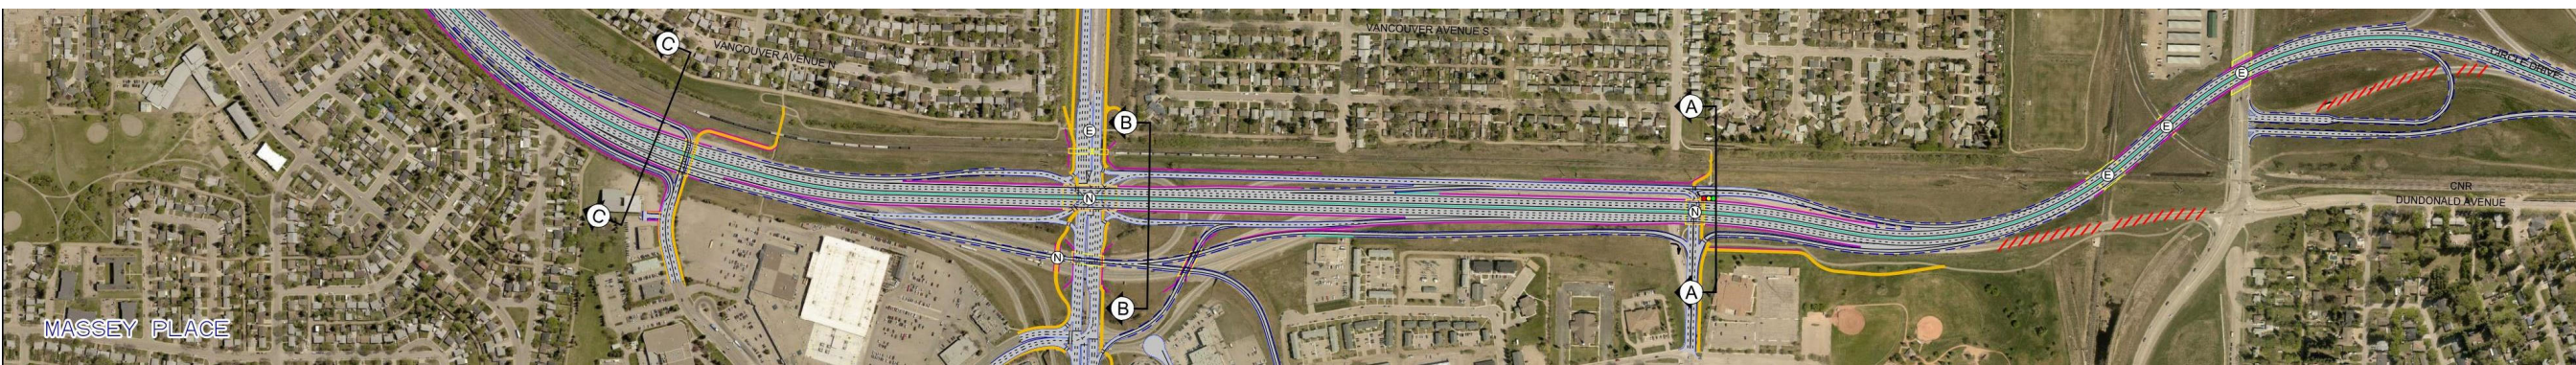 C
VANCOUVER AVENUE N
VANCOUVER AVENUE S
CIRCLE DRIVE
E
A
B
E
E
E
C
N
N
N
CNR
DUNDONALD AVENUE
B
A
MASSEY PLACE